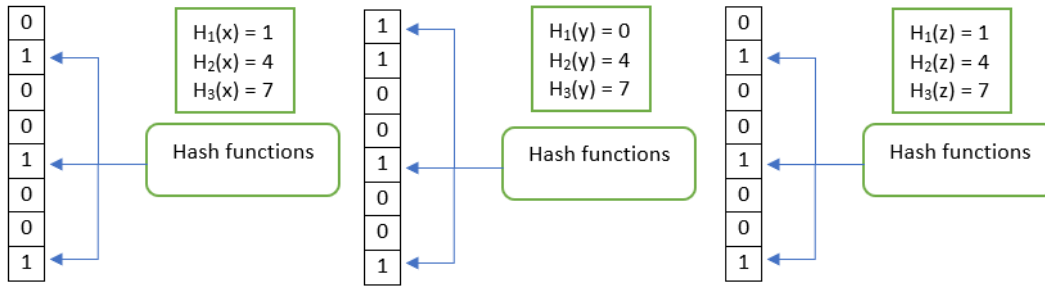 0
1
0
0
1
0
0
1
H₁(x) = 1
H₂(x) = 4
H₃(x) = 7
Hash functions
1
1
0
0
1
0
0
1
H₁(y) = 0
H₂(y) = 4
H₃(y) = 7
Hash functions
0
1
0
0
1
0
0
1
H₁(z) = 1
H₂(z) = 4
H₃(z) = 7
Hash functions